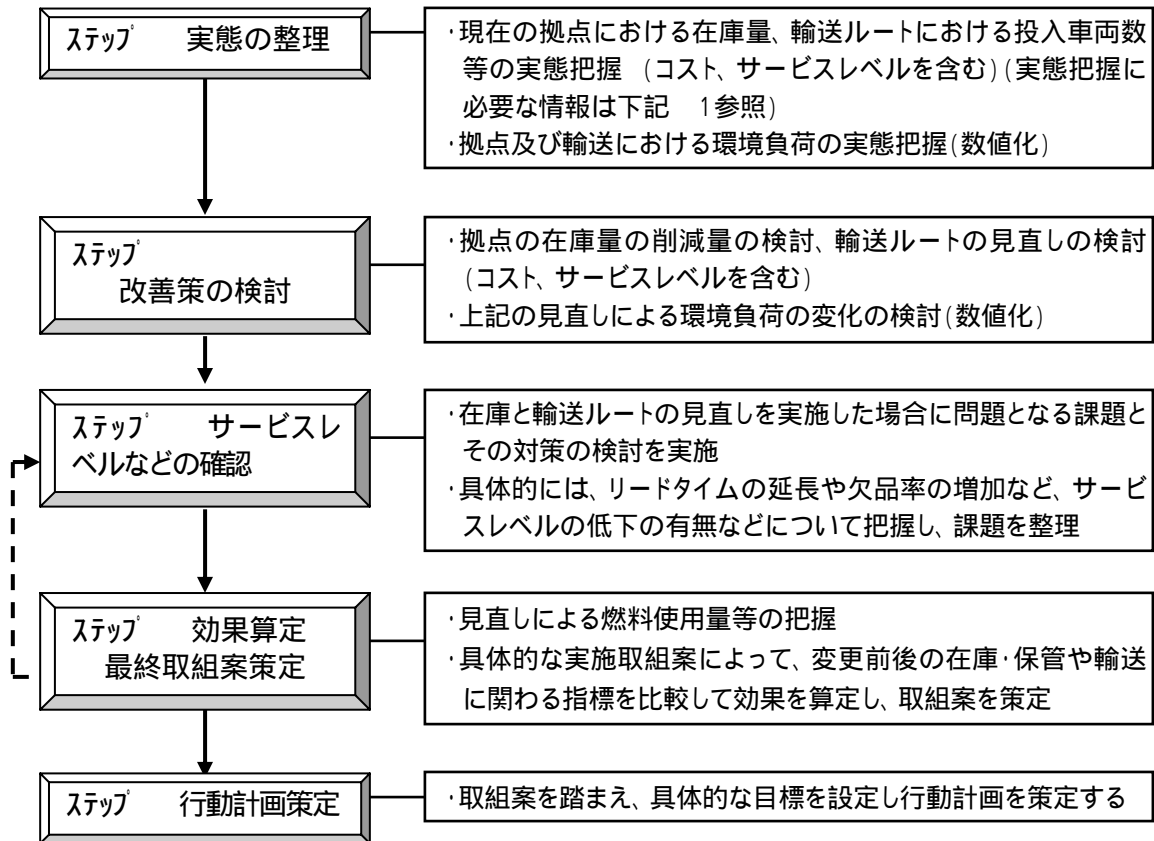 ステップ 実態の整理
・現在の拠点における在庫量、輸送ルートにおける投入車両数
等の実態把握 (コスト、サービスレベルを含む)(実態把握に
必要な情報は下記 1参照)
・拠点及び輸送における環境負荷の実態把握(数値化)
ステップ
改善策の検討
・拠点の在庫量の削減量の検討、輸送ルートの見直しの検討
(コスト、サービスレベルを含む)
・上記の見直しによる環境負荷の変化の検討(数値化)
ステップ サービスレ
ベルなどの確認
・在庫と輸送ルートの見直しを実施した場合に問題となる課題と
その対策の検討を実施
・具体的には、リードタイムの延長や欠品率の増加など、サービ
スレベルの低下の有無などについて把握し、課題を整理
ステップ 効果算定
最終取組案策定
・見直しによる燃料使用量等の把握
・具体的な実施取組案によって、変更前後の在庫・保管や輸送
に関わる指標を比較して効果を算定し、取組案を策定
ステップ 行動計画策定
・取組案を踏まえ、具体的な目標を設定し行動計画を策定する